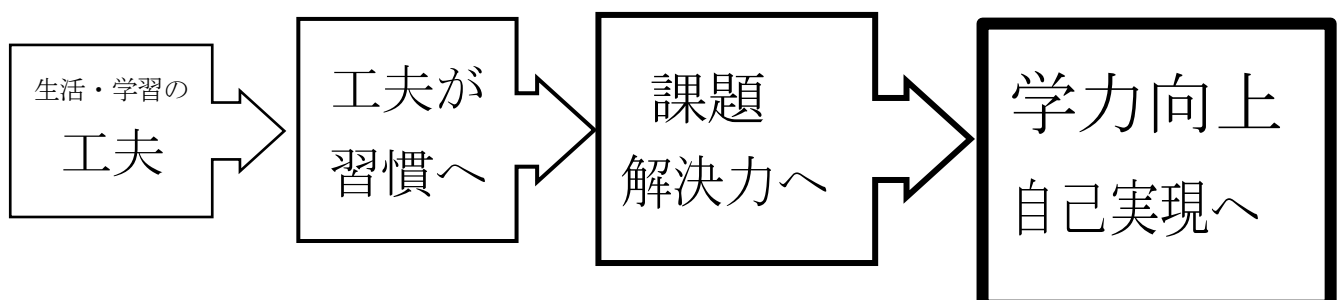 生活・学習の
工夫
工夫が
習慣へ
課題
解決力へ
学力向上
自己実現へ